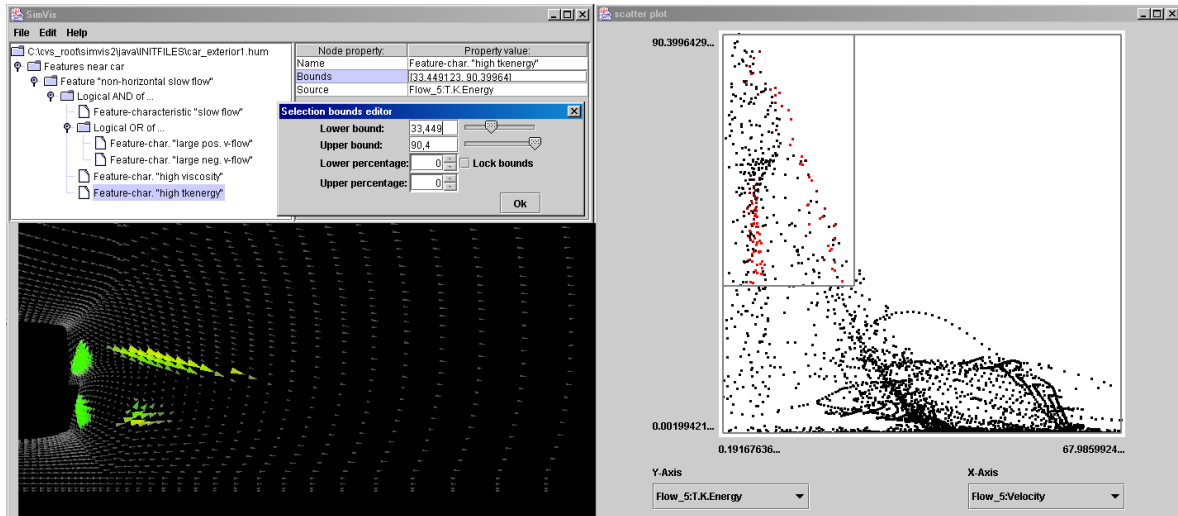 SimVis
File Edit Help
C:\cvs_root\simvis2\java\INITFILES\car_exterior1.hum
Features near car
Feature "non-horizontal slow flow"
Logical AND of ...
Feature-characteristic "slow flow"
Logical OR of ...
Feature-char. "large pos. v-flow"
Feature-char. "large neg. v-flow"
Feature-char. "high viscosity"
Feature-char. "high tkenergy"
Node property: Property value:
Name Feature-char. "high tkenergy"
Bounds [33.449123, 90.39964]
Source Flow_5:T.K.Energy
Selection bounds editor
Lower bound: 33,449
Upper bound: 90,4
Lower percentage: 0 Lock bounds
Upper percentage: 0
Ok
scatter plot
90.3996429...
0.00199421...
0.19167636... 67.9859924...
Y-Axis X-Axis
Flow_5:T.K.Energy Flow_5:Velocity